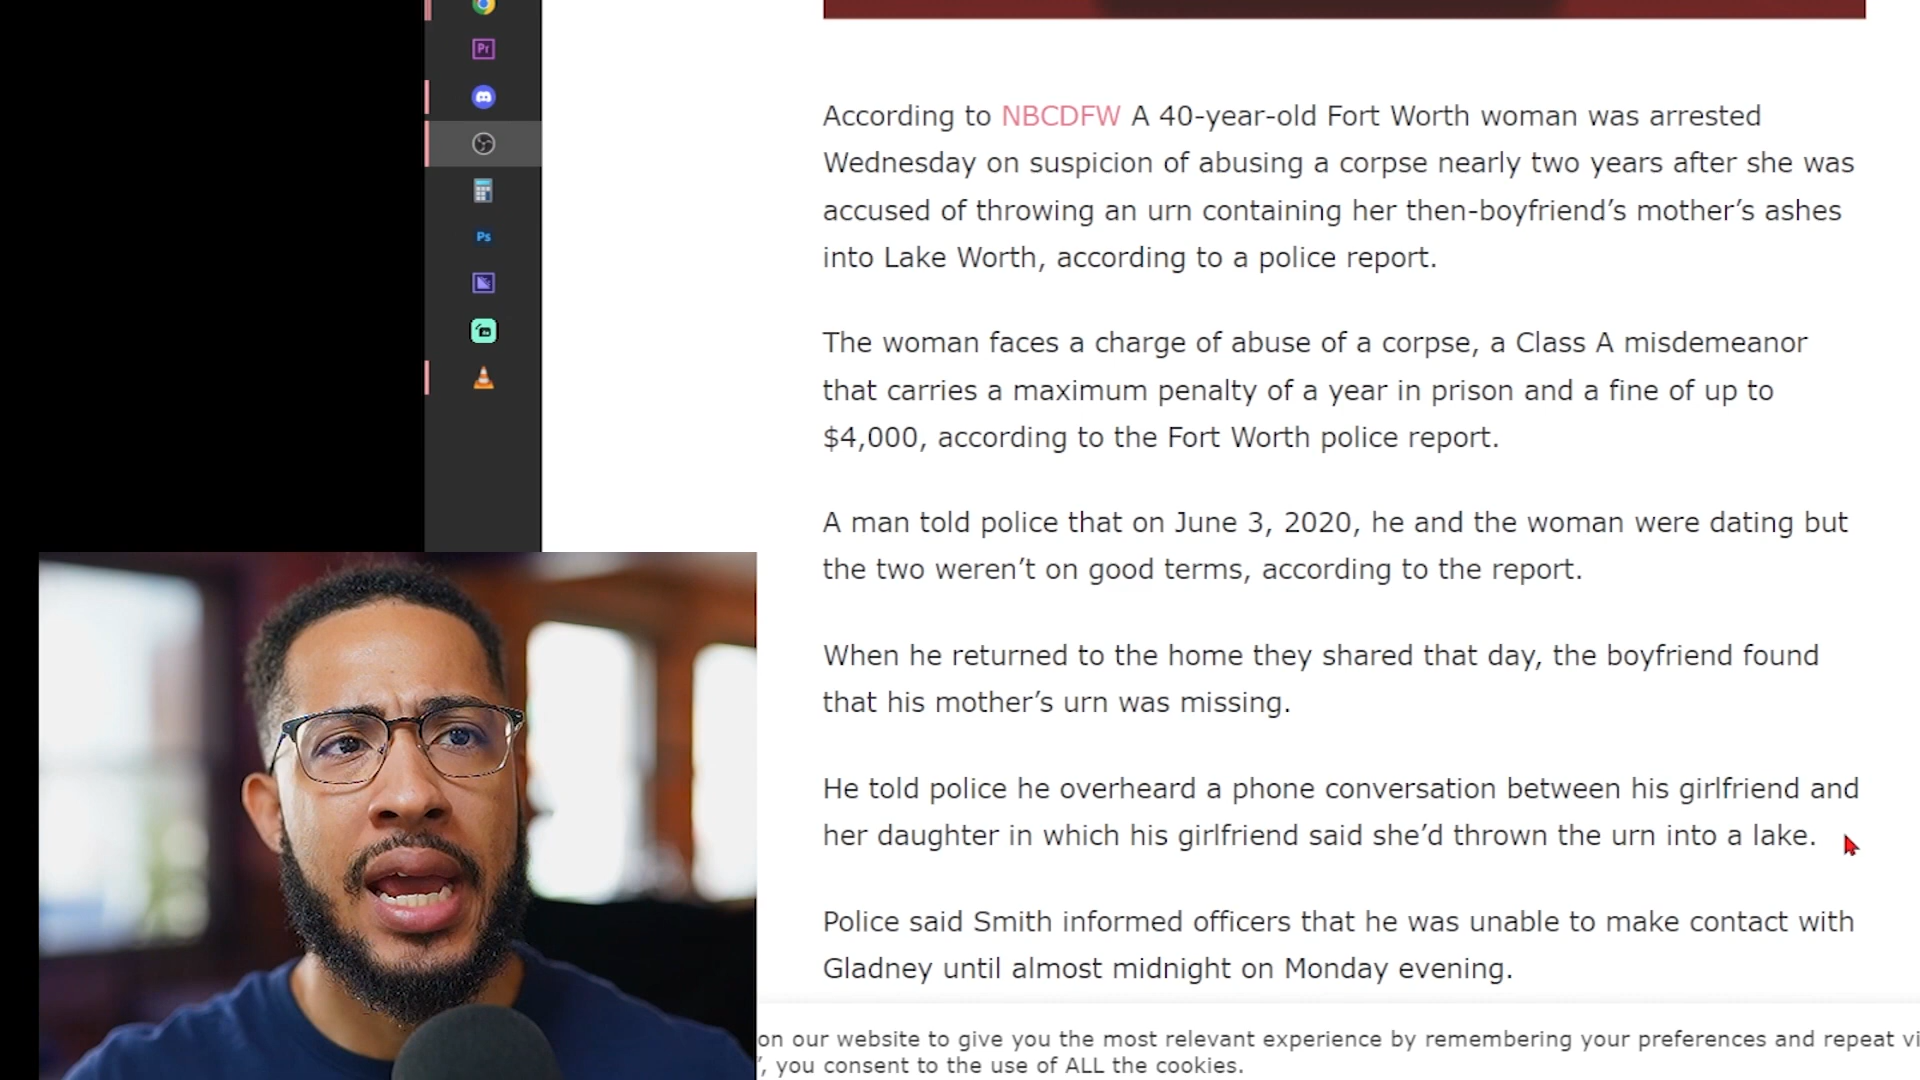 Pr
Ps
According to NBCDFW A 40-year-old Fort Worth woman was arrested
Wednesday on suspicion of abusing a corpse nearly two years after she was
accused of throwing an urn containing her then-boyfriend’s mother’s ashes
into Lake Worth, according to a police report.
The woman faces a charge of abuse of a corpse, a Class A misdemeanor
that carries a maximum penalty of a year in prison and a fine of up to
$4,000, according to the Fort Worth police report.
A man told police that on June 3, 2020, he and the woman were dating but
the two weren’t on good terms, according to the report.
When he returned to the home they shared that day, the boyfriend found
that his mother’s urn was missing.
He told police he overheard a phone conversation between his girlfriend and
her daughter in which his girlfriend said she’d thrown the urn into a lake.
Police said Smith informed officers that he was unable to make contact with
Gladney until almost midnight on Monday evening.
on our website to give you the most relevant experience by remembering your preferences and repeat vi
”, you consent to the use of ALL the cookies.